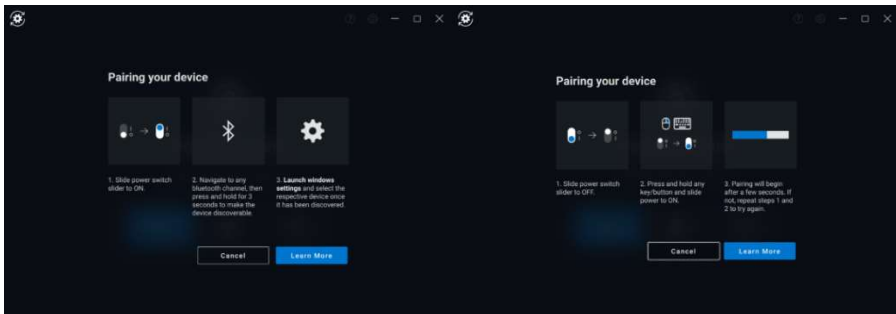 Pairing your device
1. Slide power switch
slider to ON.
2. Navigate to any
bluetooth channel, then
press and hold for 3
seconds to make the
device discoverable
3. Launch windows
settings and select the
respective device once
it has been discovered.
Cancel
Learn More
Pairing your device
1. Slide power switch
slider to OFF.
2. Press and hold any
key/button and slide
power to ON.
3. Pairing will begin
after a few seconds. If
not, repeat steps 1 and
2 to try again.
Cancel
Learn More